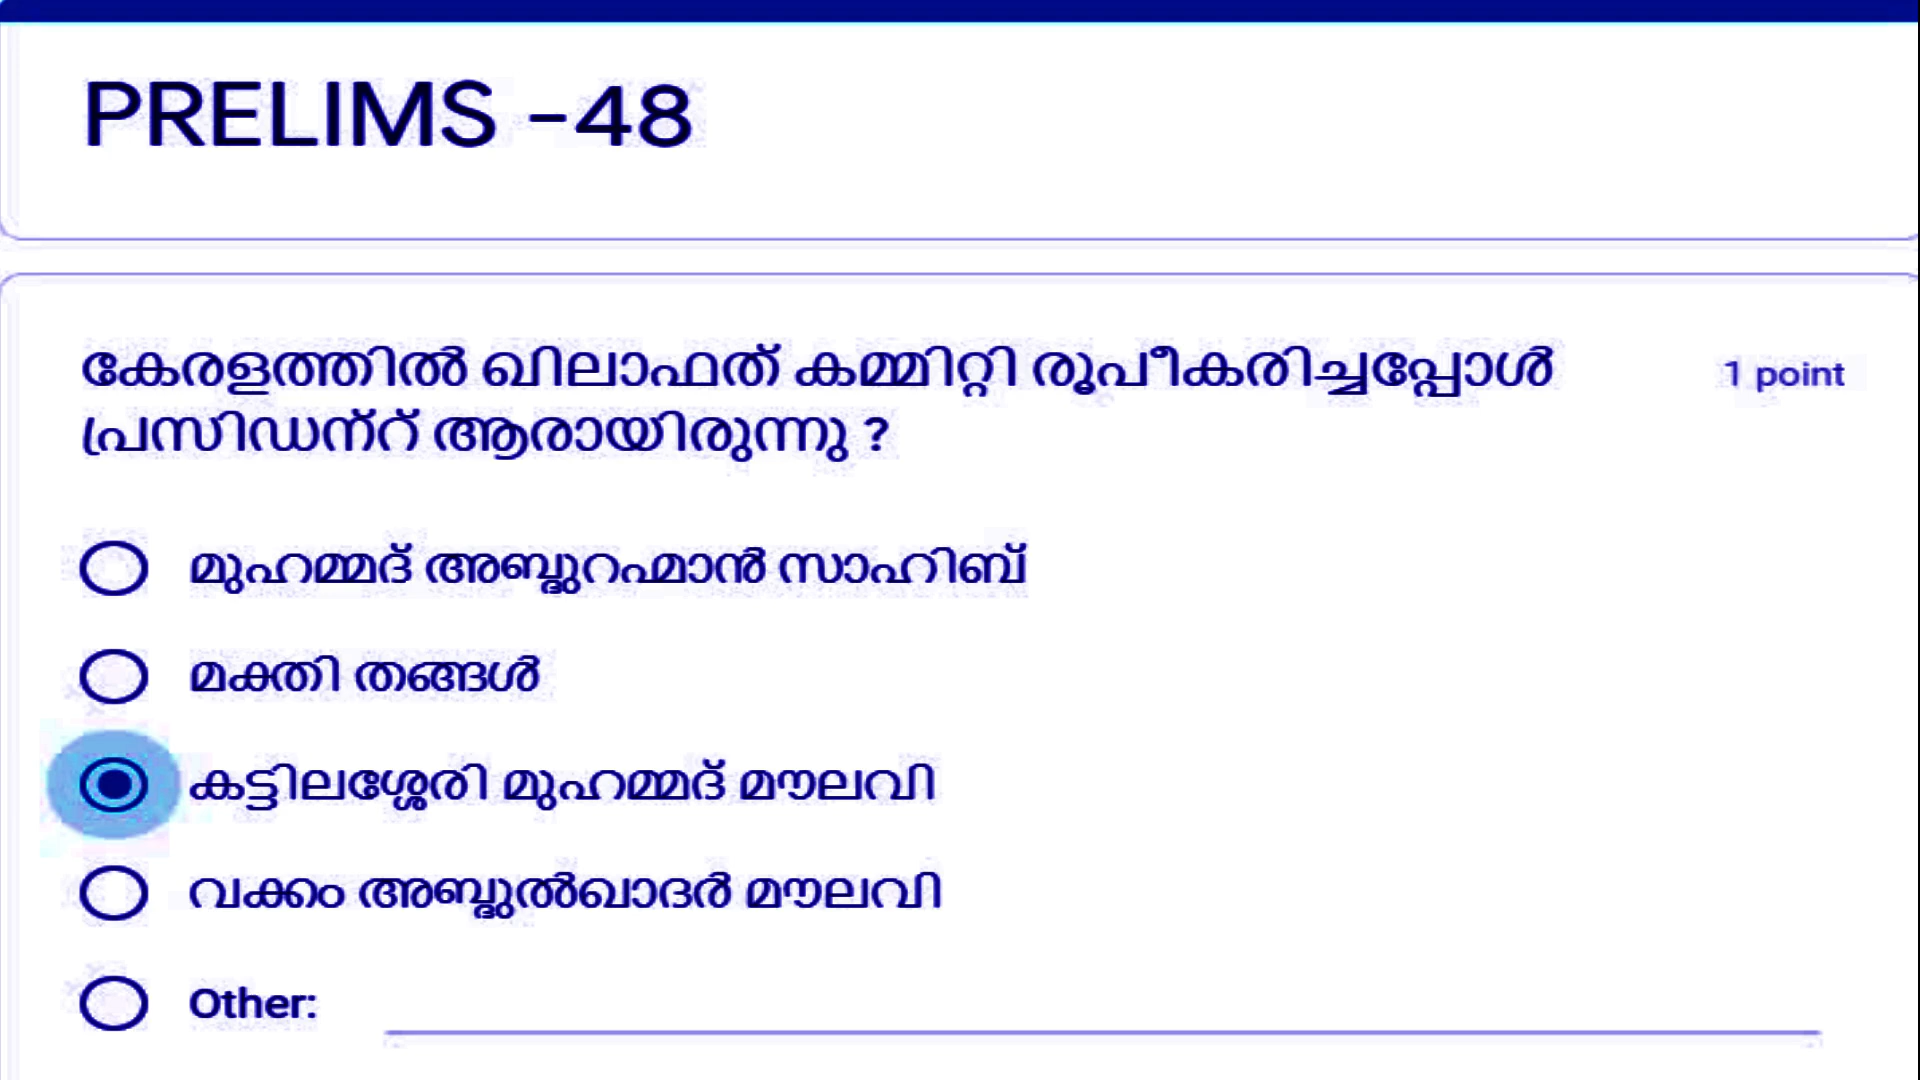 PRELIMS -48
കേരളത്തിൽ ഖിലാഫത് കമ്മിറ്റി രൂപീകരിച്ചപ്പോൾ
1 point
പ്രസിഡന്റ് ആരായിരുന്നു ?
മുഹമ്മദ് അബ്ദുറഹ്മാൻ സാഹിബ്
മക്തി തങ്ങൾ
കട്ടിലശ്ശേരി മുഹമ്മദ് മൗലവി
വക്കം അബ്ദുൽഖാദർ മൗലവി
Other: